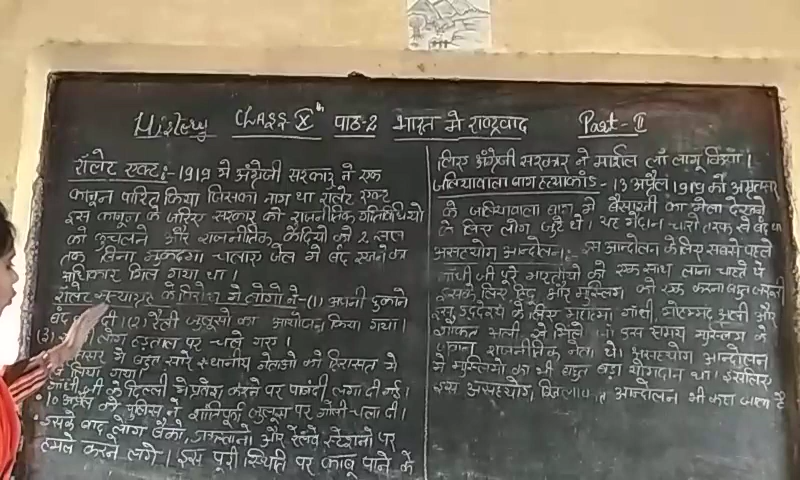 History Class X th पाठ-2 भारत मे राष्ट्रवाद Part-II
रॉलेट एक्ट:- 1919 मे अंग्रेजी सरकार ने एक
कानून पारित किया जिसका नाग था रॉलेट एक्ट
इस कानून के जरिए सरकार को राजनीतिक गतिविधियो
को कुचलने और राजनीतिक कैदियो को 2 साल
तक बिना मुकदमा चलाए जेल मे बंद रखने का
अधिकार मिल गया था।
रॉलेट सत्याग्रह के विरोध मे लोगो ने-(1) अपनी दुकाने
बंद दी। (2) रैली जुलूसो का आयोजन किया गया।
(3) लोग हड़ताल पर चले गए।
मे बहुत सारे स्थानीय नेताओ को हिरासत मे
लिया गया।
गांधी जी के दिल्ली मे प्रवेश करने पर पाबंदी लगा दी गई।
10 अप्रैल को पुलिस ने शांतिपूर्ण जुलूस पर गोली चला दी।
इसके बाद लोग बैंको, डाकखानो और रेलवे स्टेशनो पर
हमले करने लगे। इस पूरी स्थिति पर काबू पाने के
लिए अंग्रेजी सरकार ने मार्शल लॉ लागू किया।
जलियावाला बाग हत्याकांड- 13 अप्रैल 1919 को अमृतसर
के जलियावाला बाग मे बैसाखी का मेला देखने
के लिए लोग जुटे थे। यह मैदान चारो तरफ से बंद था
असहयोग आन्दोलन:- इस आन्दोलन के लिए सबसे पहले
गांधी जी पूरे भारतीयो को एक साथ लाना चाहते थे
इसके लिए हिंदू और मुस्लिम को एक करना बहुत जरूरी
इस उद्देश्य के लिए महात्मा गांधी, मोहम्मद अली और
शौकत अली से मिले। उस समय मुस्लिम के
राजनीतिक नेता थे। असहयोग आन्दोलन
मे मुस्लिमो का भी बहुत बड़ा योगदान था। इसलिए
इस असहयोग खिलाफत आन्दोलन भी कहा जाता है